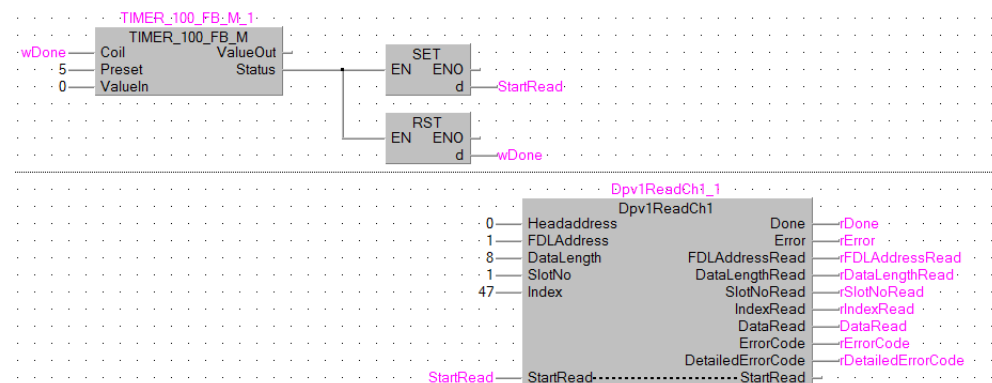 TIMER_100_FB_M_1
TIMER_100_FB_M
wDone Coil ValueOut
5 Preset Status
0 ValueIn
SET
EN ENO
d StartRead
RST
EN ENO
d wDone
Dpv1ReadCh1_1
Dpv1ReadCh1
0 Headaddress Done rDone
1 FDLAddress Error rError
8 DataLength FDLAddressRead rFDLAddressRead
1 SlotNo DataLengthRead rDataLengthRead
47 Index SlotNoRead rSlotNoRead
IndexRead rIndexRead
DataRead DataRead
ErrorCode rErrorCode
DetailedErrorCode rDetailedErrorCode
StartRead StartRead StartRead